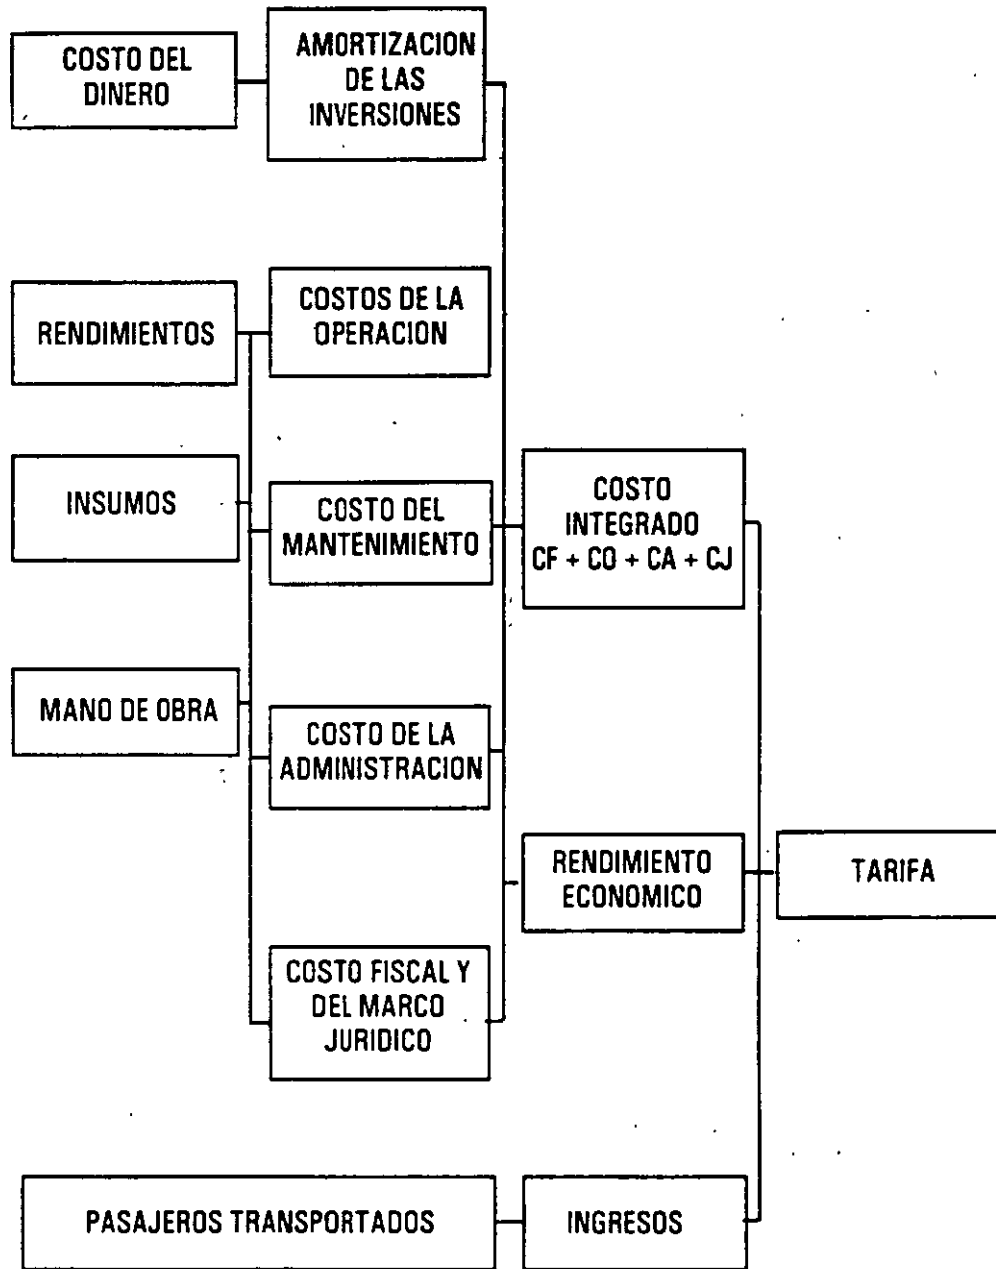 COSTO DEL
DINERO
AMORTIZACION
DE LAS
INVERSIONES
RENDIMIENTOS
COSTOS DE LA
OPERACION
INSUMOS
COSTO DEL
MANTENIMIENTO
COSTO
INTEGRADO
CF + CO + CA + CJ
MANO DE OBRA
COSTO DE LA
ADMINISTRACION
RENDIMIENTO
ECONOMICO
TARIFA
COSTO FISCAL Y
DEL MARCO
JURIDICO
PASAJEROS TRANSPORTADOS
INGRESOS